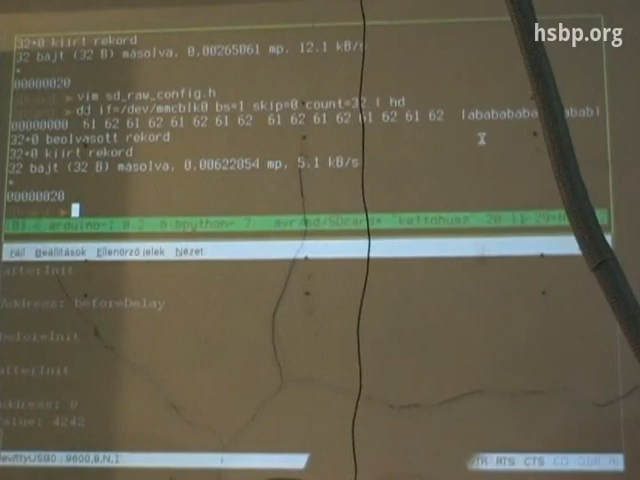 hsbp.org
32+0 kiírt rekord
32 bájt (32 B) másolva, 0,00265061 mp, 12,1 kB/s
*
00000020
vim sd_raw_config.h
dd if=/dev/mmcblk0 bs=1 skip=0 count=32 | hd
00000000 61 62 61 62 61 62 61 62 61 62 61 62 61 62 61 62 |abababab
32+0 beolvasott rekord
32+0 kiírt rekord
32 bájt (32 B) másolva, 0,00622054 mp, 5,1 kB/s
*
00000020
Fájl Beállítások Ellenőrző jelek Nézet
afterInit
Address: beforeDelay
beforeInit
afterInit
Address: 0
Value: 4242
RTS CTS CD